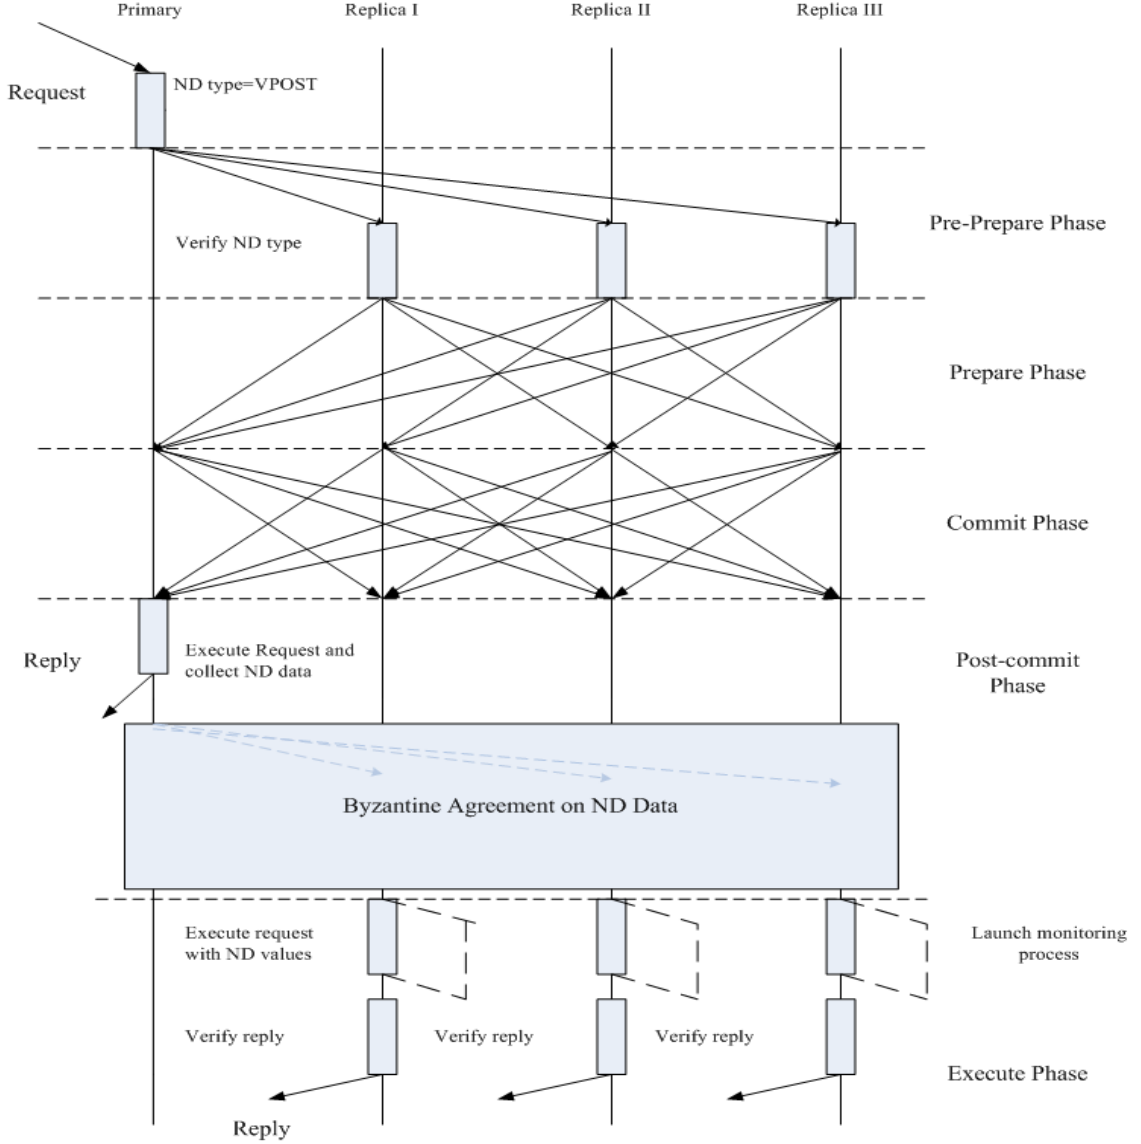 Primary
Replica I
Replica II
Replica III
ND type=VPOST
Request
Pre-Prepare Phase
Verify ND type
Prepare Phase
Commit Phase
Execute Request and
collect ND data
Reply
Post-commit
Phase
Byzantine Agreement on ND Data
Execute request
with ND values
Launch monitoring
process
Verify reply
Verify reply
Verify reply
Execute Phase
Reply